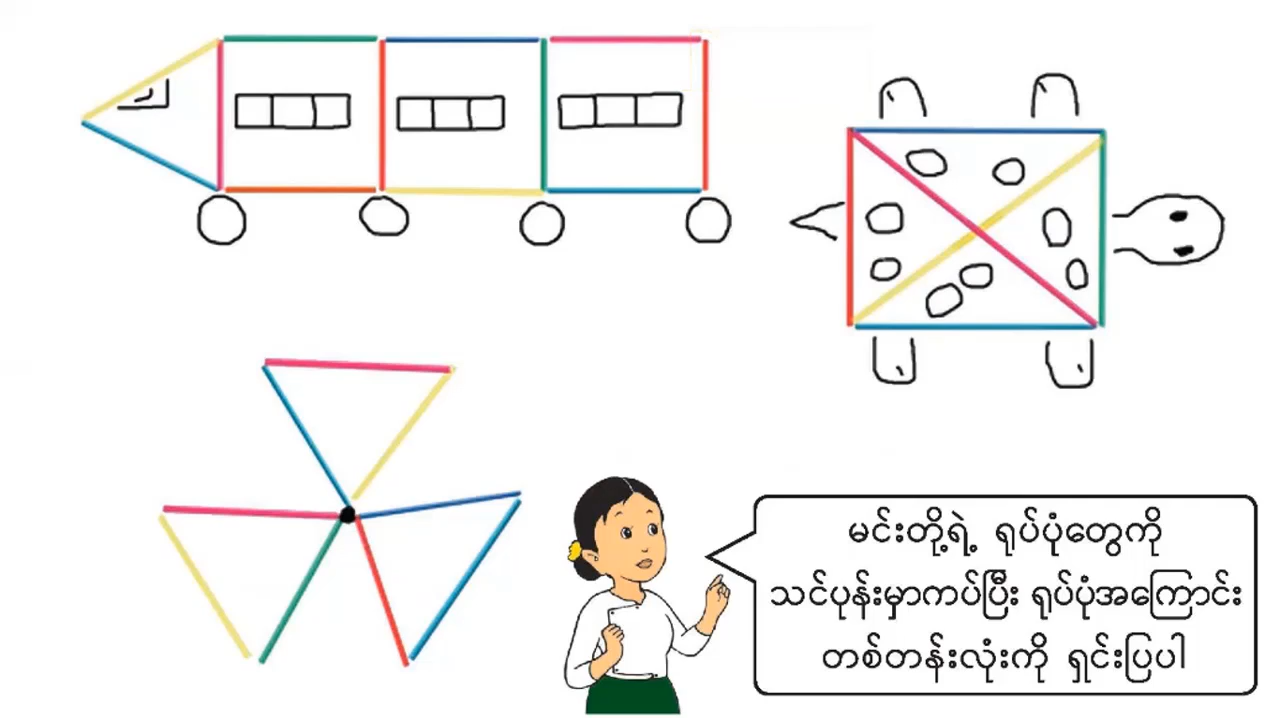 မင်းတို့ရဲ့ ရုပ်ပုံတွေကို
သင်ပုန်းမှာကပ်ပြီး ရုပ်ပုံအကြောင်း
တစ်တန်းလုံးကို ရှင်းပြပါ